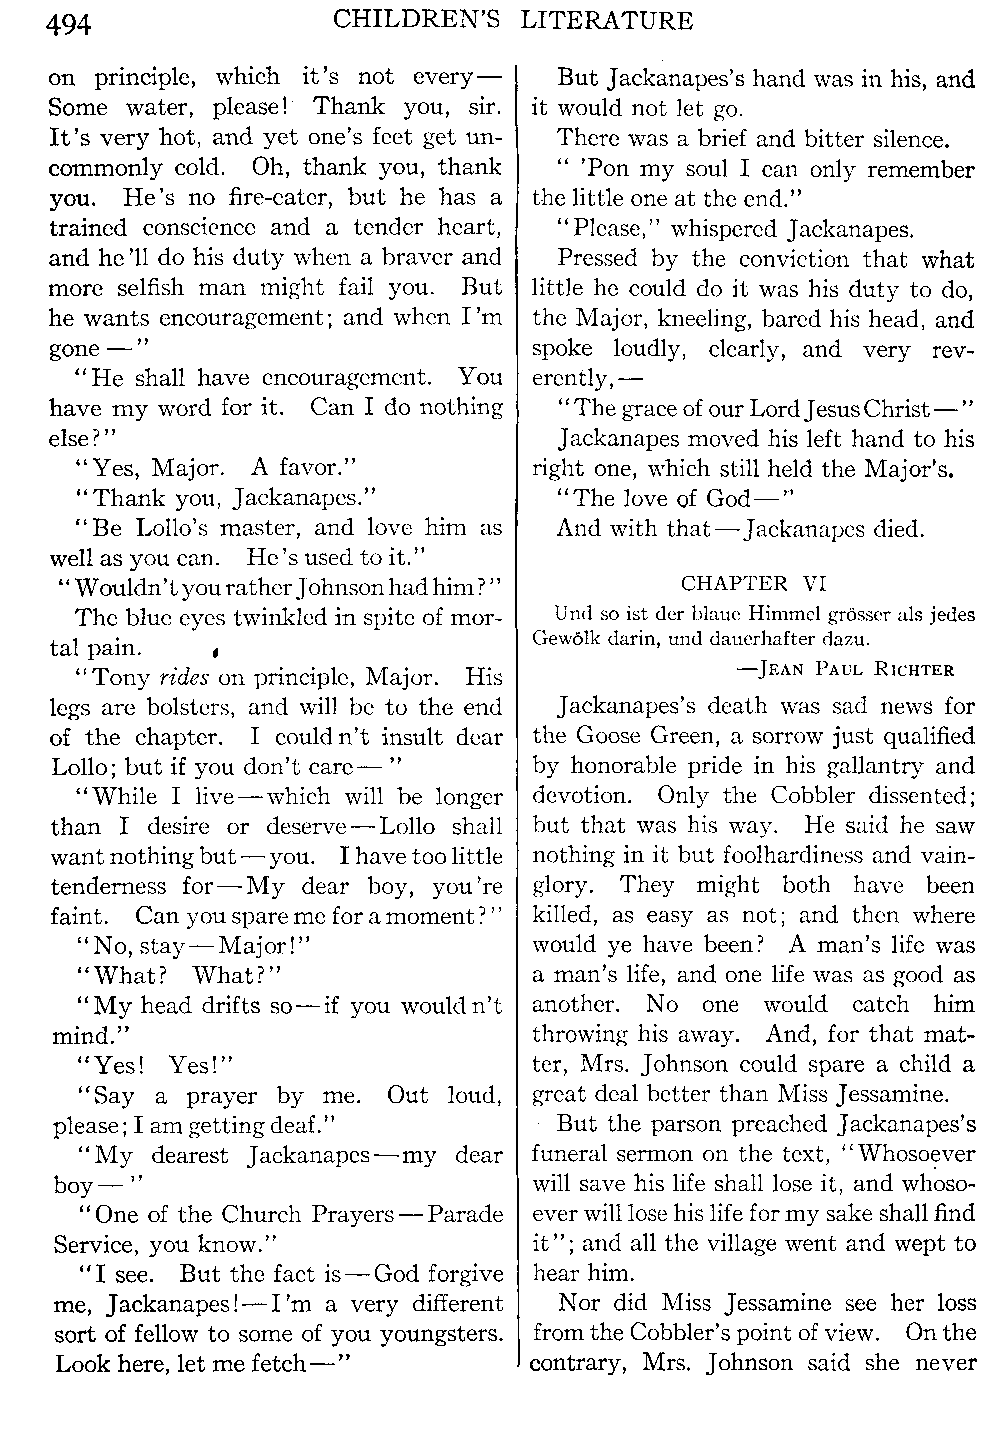 494
CHILDREN'S LITERATURE
on principle, which it's not every—
Some water, please! Thank you, sir.
It's very hot, and yet one's feet get un-
commonly cold. Oh, thank you, thank
you. He's no fire-eater, but he has a
trained conscience and a tender heart,
and he'll do his duty when a braver and
more selfish man might fail you. But
he wants encouragement; and when I'm
gone—"
"He shall have encouragement. You
have my word for it. Can I do nothing
else?"
"Yes, Major. A favor."
"Thank you, Jackanapes."
"Be Lollo's master, and love him as
well as you can. He's used to it."
"Wouldn't you rather Johnson had him?"
The blue eyes twinkled in spite of mor-
tal pain.
"Tony rides on principle, Major. His
legs are bolsters, and will be to the end
of the chapter. I couldn't insult dear
Lollo; but if you don't care—"
"While I live—which will be longer
than I desire or deserve—Lollo shall
want nothing but—you. I have too little
tenderness for—My dear boy, you're
faint. Can you spare me for a moment?"
"No, stay—Major!"
"What? What?"
"My head drifts so—if you wouldn't
mind."
"Yes! Yes!"
"Say a prayer by me. Out loud,
please; I am getting deaf."
"My dearest Jackanapes—my dear
boy—"
"One of the Church Prayers—Parade
Service, you know."
"I see. But the fact is—God forgive
me, Jackanapes!—I'm a very different
sort of fellow to some of you youngsters.
Look here, let me fetch—"
But Jackanapes's hand was in his, and
it would not let go.
There was a brief and bitter silence.
" 'Pon my soul I can only remember
the little one at the end."
"Please," whispered Jackanapes.
Pressed by the conviction that what
little he could do it was his duty to do,
the Major, kneeling, bared his head, and
spoke loudly, clearly, and very rev-
erently,—
"The grace of our Lord Jesus Christ—"
Jackanapes moved his left hand to his
right one, which still held the Major's.
"The love of God—"
And with that—Jackanapes died.
CHAPTER VI
Und so ist der blaue Himmel grösser als jedes
Gewölk darin, und dauerhafter dazu.
—JEAN PAUL RICHTER
Jackanapes's death was sad news for
the Goose Green, a sorrow just qualified
by honorable pride in his gallantry and
devotion. Only the Cobbler dissented;
but that was his way. He said he saw
nothing in it but foolhardiness and vain-
glory. They might both have been
killed, as easy as not; and then where
would ye have been? A man's life was
a man's life, and one life was as good as
another. No one would catch him
throwing his away. And, for that mat-
ter, Mrs. Johnson could spare a child a
great deal better than Miss Jessamine.
But the parson preached Jackanapes's
funeral sermon on the text, "Whosoever
will save his life shall lose it, and whoso-
ever will lose his life for my sake shall find
it"; and all the village went and wept to
hear him.
Nor did Miss Jessamine see her loss
from the Cobbler's point of view. On the
contrary, Mrs. Johnson said she never